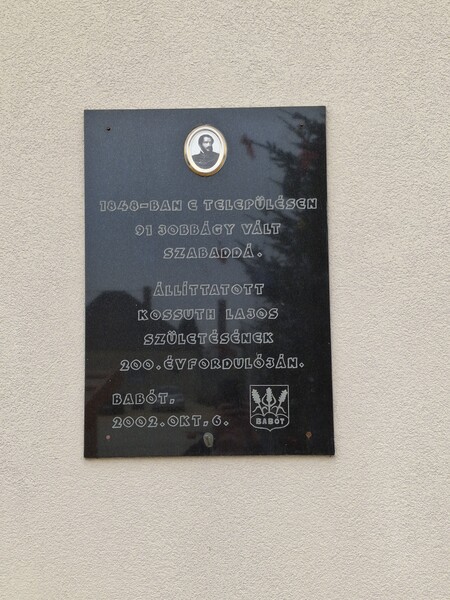 1848-BAN E TELEPÜLÉSEN
91 JOBBÁGY VÁLT
SZABADDÁ.
ÁLLÍTTATOTT
KOSSUTH LAJOS
SZÜLETÉSÉNEK
200. ÉVFORDULÓJÁN.
BABÓT,
2002. OKT, 6.
BABÓT